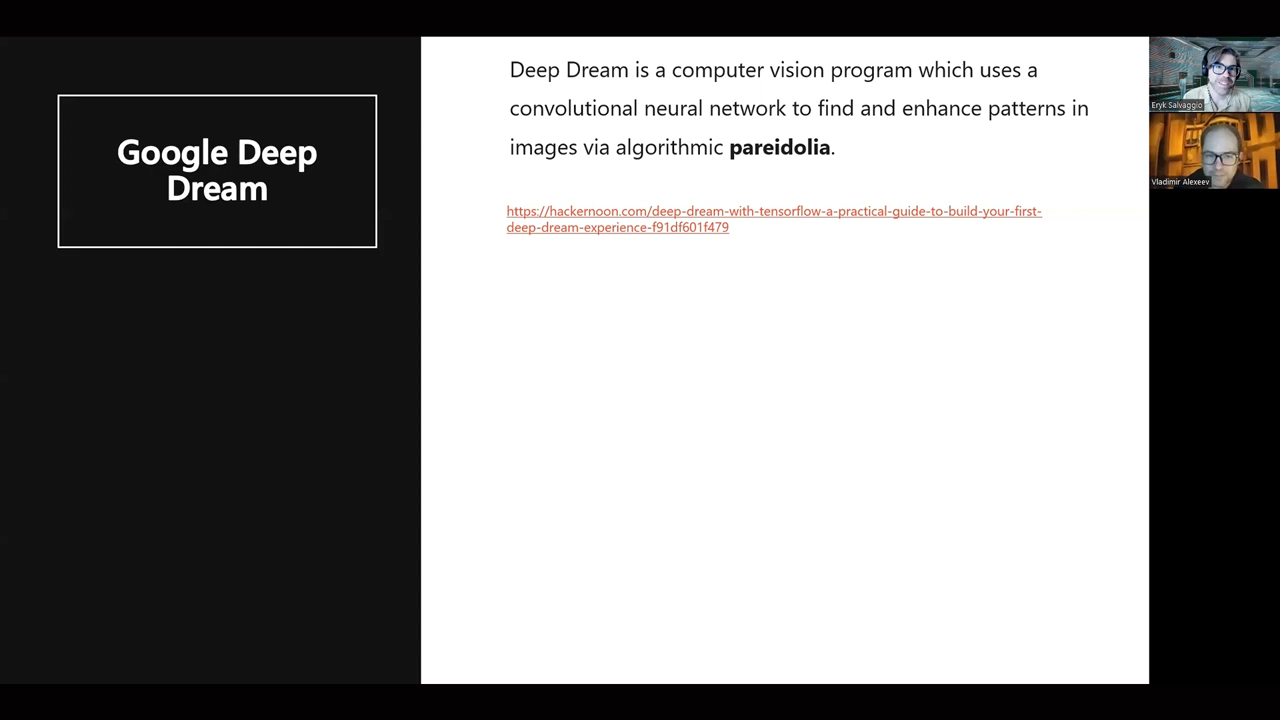 Google Deep
Dream
Deep Dream is a computer vision program which uses a
convolutional neural network to find and enhance patterns in
images via algorithmic pareidolia.
https://hackernoon.com/deep-dream-with-tensorflow-a-practical-guide-to-build-your-first-
deep-dream-experience-f91df601f479
Eryk Salvaggio
Vladimir Alexeev